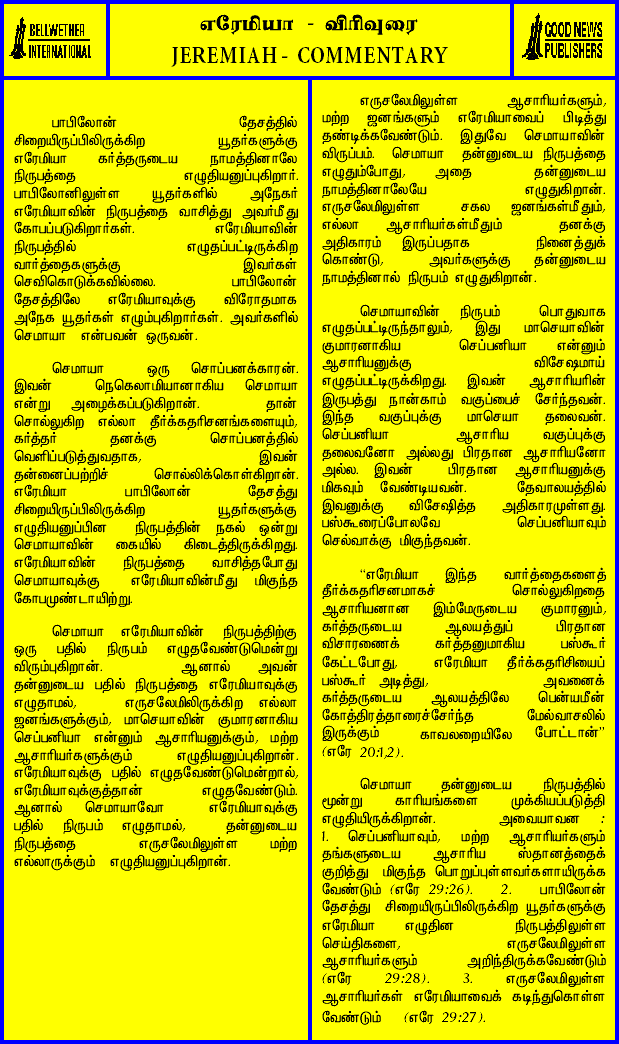 BELLWETHER
INTERNATIONAL
எரேமியா - விரிவுரை
JEREMIAH - COMMENTARY
GOOD NEWS
PUBLISHERS
பாபிலோன் தேசத்தில்
சிறையிருப்பிலிருக்கிற யூதர்களுக்கு
எரேமியா கர்த்தருடைய நாமத்தினாலே
நிருபத்தை எழுதியனுப்புகிறார்.
பாபிலோனிலுள்ள யூதர்களில் அநேகர்
எரேமியாவின் நிருபத்தை வாசித்து அவர்மீது
கோபப்படுகிறார்கள். எரேமியாவின்
நிருபத்தில் எழுதப்பட்டிருக்கிற
வார்த்தைகளுக்கு இவர்கள்
செவிகொடுக்கவில்லை. பாபிலோன்
தேசத்திலே எரேமியாவுக்கு விரோதமாக
அநேக யூதர்கள் எழும்புகிறார்கள். அவர்களில்
செமாயா என்பவன் ஒருவன்.
செமாயா ஒரு சொப்பனக்காரன்.
இவன் நெகெலாமியானாகிய செமாயா
என்று அழைக்கப்படுகிறான். தான்
சொல்லுகிற எல்லா தீர்க்கதரிசனங்களையும்,
கர்த்தர் தனக்கு சொப்பனத்தில்
வெளிப்படுத்துவதாக, இவன்
தன்னைப்பற்றிச் சொல்லிக்கொள்கிறான்.
எரேமியா பாபிலோன் தேசத்து
சிறையிருப்பிலிருக்கிற யூதர்களுக்கு
எழுதியனுப்பின நிருபத்தின் நகல் ஒன்று
செமாயாவின் கையில் கிடைத்திருக்கிறது.
எரேமியாவின் நிருபத்தை வாசித்தபோது
செமாயாவுக்கு எரேமியாவின்மீது மிகுந்த
கோபமுண்டாயிற்று.
செமாயா எரேமியாவின் நிருபத்திற்கு
ஒரு பதில் நிருபம் எழுதவேண்டுமென்று
விரும்புகிறான். ஆனால் அவன்
தன்னுடைய பதில் நிருபத்தை எரேமியாவுக்கு
எழுதாமல், எருசலேமிலிருக்கிற எல்லா
ஜனங்களுக்கும், மாசெயாவின் குமாரனாகிய
செப்பனியா என்னும் ஆசாரியனுக்கும், மற்ற
ஆசாரியர்களுக்கும் எழுதியனுப்புகிறான்.
எரேமியாவுக்கு பதில் எழுதவேண்டுமென்றால்,
எரேமியாவுக்குத்தான் எழுதவேண்டும்.
ஆனால் செமாயாவோ எரேமியாவுக்கு
பதில் நிருபம் எழுதாமல், தன்னுடைய
நிருபத்தை எருசலேமிலுள்ள மற்ற
எல்லாருக்கும் எழுதியனுப்புகிறான்.
எருசலேமிலுள்ள ஆசாரியர்களும்,
மற்ற ஜனங்களும் எரேமியாவைப் பிடித்து
தண்டிக்கவேண்டும். இதுவே செமாயாவின்
விருப்பம். செமாயா தன்னுடைய நிருபத்தை
எழுதும்போது, அதை தன்னுடைய
நாமத்தினாலேயே எழுதுகிறான்.
எருசலேமிலுள்ள சகல ஜனங்கள்மீதும்,
எல்லா ஆசாரியர்கள்மீதும் தனக்கு
அதிகாரம் இருப்பதாக நினைத்துக்
கொண்டு, அவர்களுக்கு தன்னுடைய
நாமத்தினால் நிருபம் எழுதுகிறான்.
செமாயாவின் நிருபம் பொதுவாக
எழுதப்பட்டிருந்தாலும், இது மாசெயாவின்
குமாரனாகிய செப்பனியா என்னும்
ஆசாரியனுக்கு விசேஷமாய்
எழுதப்பட்டிருக்கிறது. இவன் ஆசாரியரின்
இருபத்து நான்காம் வகுப்பைச் சேர்ந்தவன்.
இந்த வகுப்புக்கு மாசெயா தலைவன்.
செப்பனியா ஆசாரிய வகுப்புக்கு
தலைவனோ அல்லது பிரதான ஆசாரியனோ
அல்ல. இவன் பிரதான ஆசாரியனுக்கு
மிகவும் வேண்டியவன். தேவாலயத்தில்
இவனுக்கு விசேஷித்த அதிகாரமுள்ளது.
பஸ்கூரைப்போலவே செப்பனியாவும்
செல்வாக்கு மிகுந்தவன்.
“எரேமியா இந்த வார்த்தைகளைத்
தீர்க்கதரிசனமாகச் சொல்லுகிறதை
ஆசாரியனான இம்மேருடைய குமாரனும்,
கர்த்தருடைய ஆலயத்துப் பிரதான
விசாரணைக் கர்த்தனுமாகிய பஸ்கூர்
கேட்டபோது, எரேமியா தீர்க்கதரிசியைப்
பஸ்கூர் அடித்து, அவனைக்
கர்த்தருடைய ஆலயத்திலே பென்யமீன்
கோத்திரத்தாரைச்சேர்ந்த மேல்வாசலில்
இருக்கும் காவலறையிலே போட்டான்”
(எரே 20:1,2).
செமாயா தன்னுடைய நிருபத்தில்
மூன்று காரியங்களை முக்கியப்படுத்தி
எழுதியிருக்கிறான். அவையாவன :
1. செப்பனியாவும், மற்ற ஆசாரியர்களும்
தங்களுடைய ஆசாரிய ஸ்தானத்தைக்
குறித்து மிகுந்த பொறுப்புள்ளவர்களாயிருக்க
வேண்டும் (எரே 29:26). 2. பாபிலோன்
தேசத்து சிறையிருப்பிலிருக்கிற யூதர்களுக்கு
எரேமியா எழுதின நிருபத்திலுள்ள
செய்திகளை, எருசலேமிலுள்ள
ஆசாரியர்களும் அறிந்திருக்கவேண்டும்
(எரே 29:28). 3. எருசலேமிலுள்ள
ஆசாரியர்கள் எரேமியாவைக் கடிந்துகொள்ள
வேண்டும் (எரே 29:27).